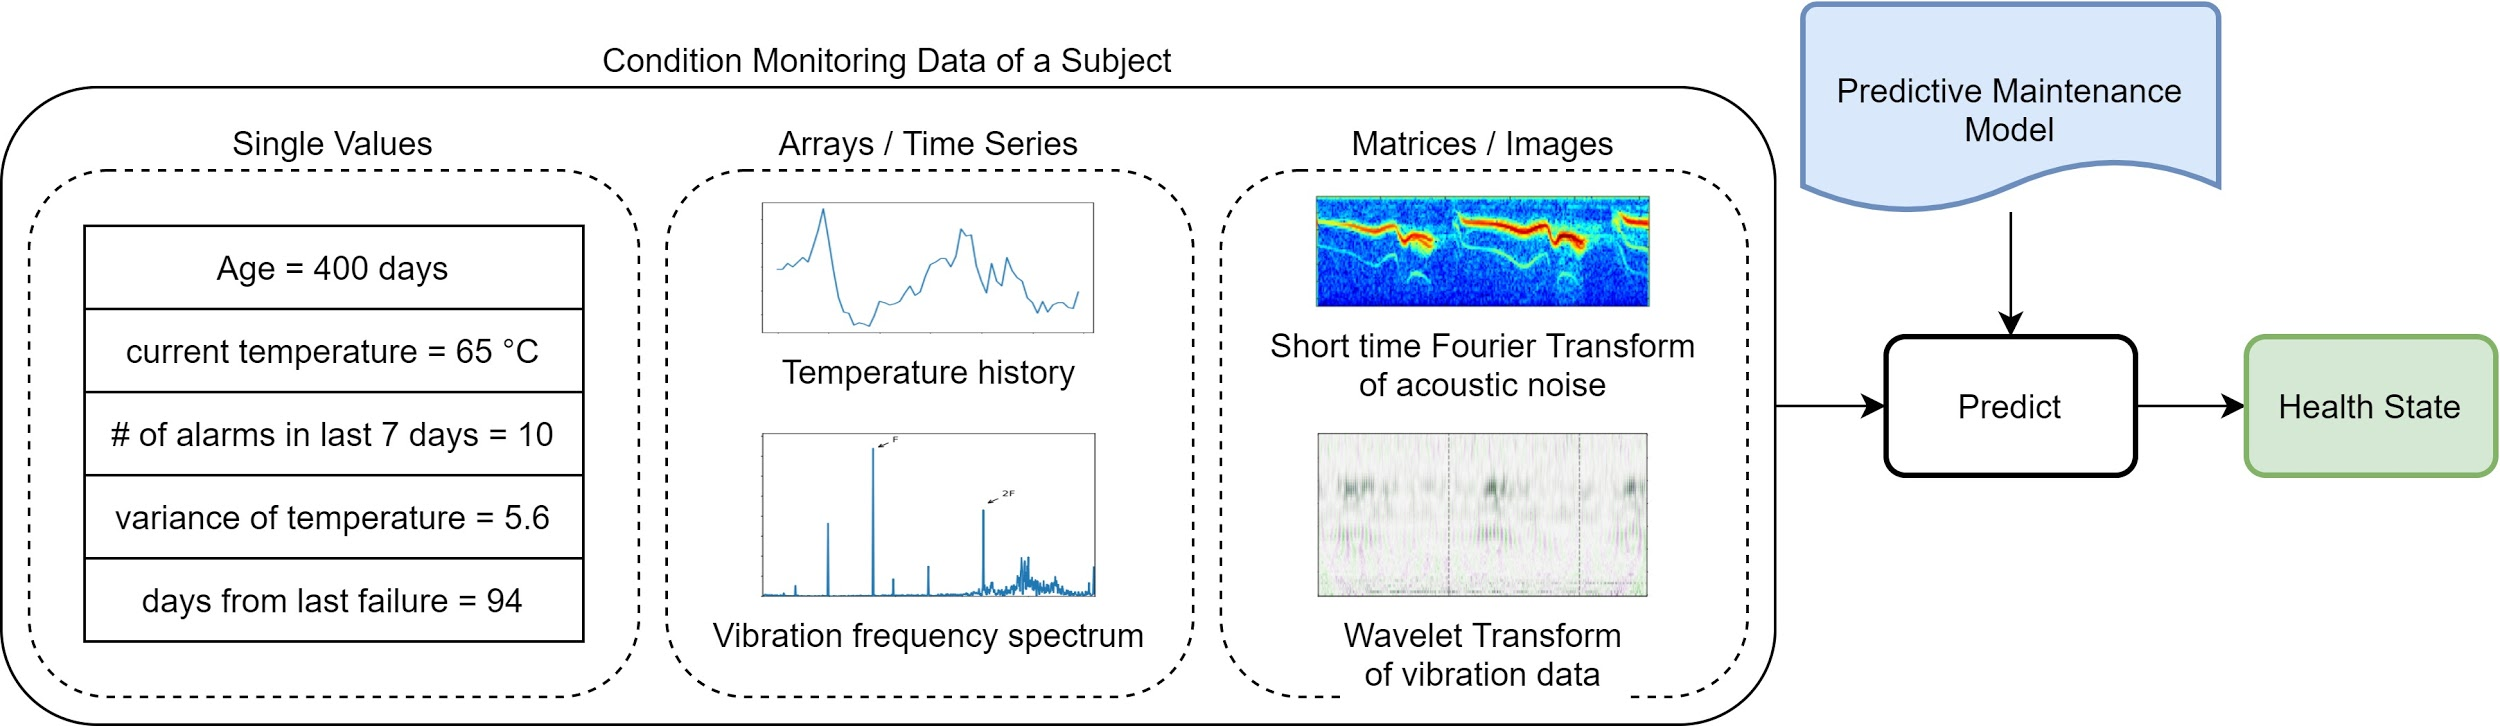 Condition Monitoring Data of a Subject
Single Values
Age = 400 days
current temperature = 65 °C
# of alarms in last 7 days = 10
variance of temperature = 5.6
days from last failure = 94
Arrays / Time Series
Temperature history
F
2F
Vibration frequency spectrum
Matrices / Images
Short time Fourier Transform
of acoustic noise
Wavelet Transform
of vibration data
Predictive Maintenance
Model
Predict
Health State